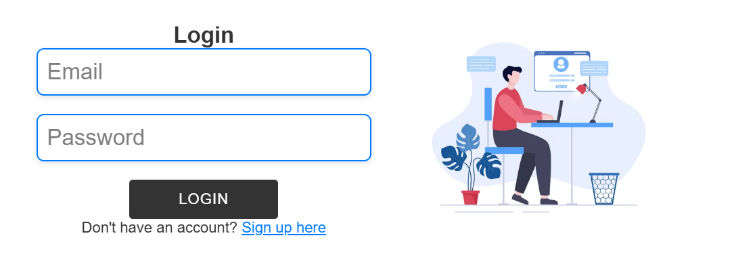 Login
Email
Password
LOGIN
Don't have an account? Sign up here